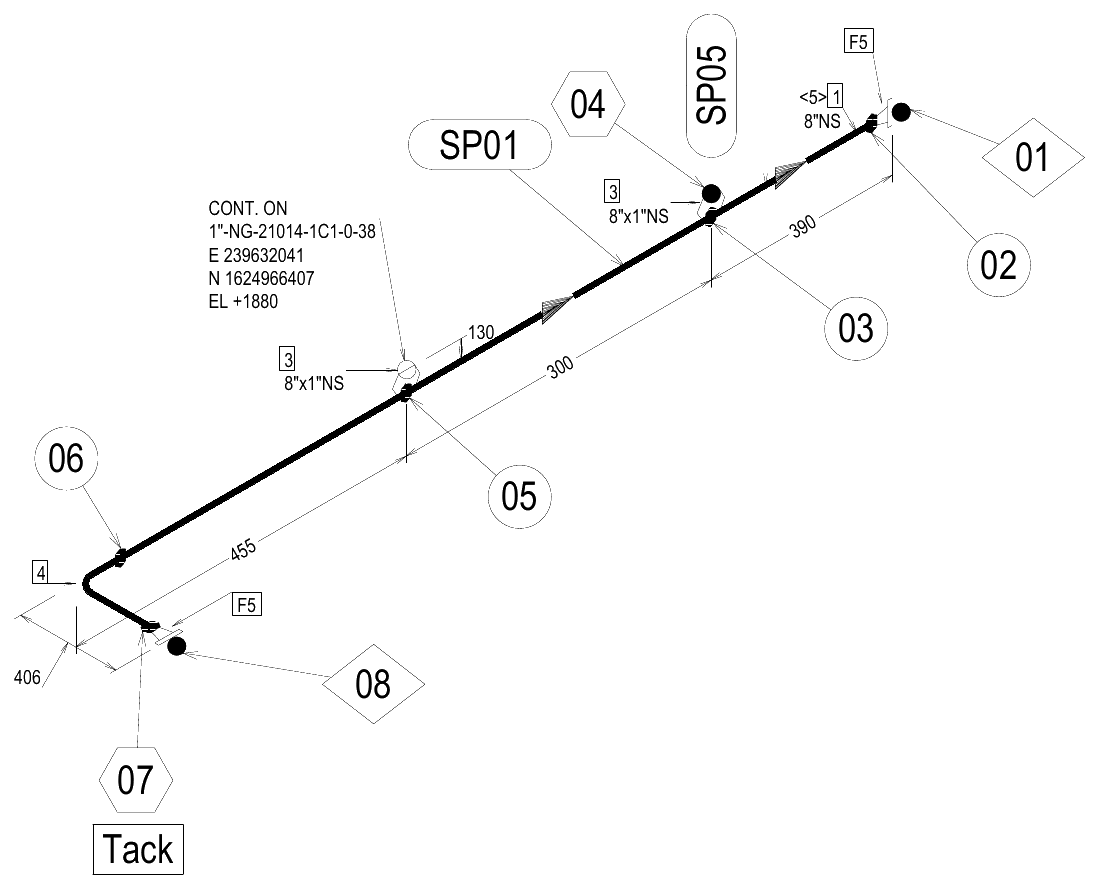 F5
SP05
04
<5> 1
8"NS
SP01
01
3
8"x1"NS
CONT. ON
1"-NG-21014-1C1-0-38
E 239632041
N 1624966407
EL +1880
390
02
03
130
3
8"x1"NS
300
06
05
455
4
F5
406
08
07
Tack